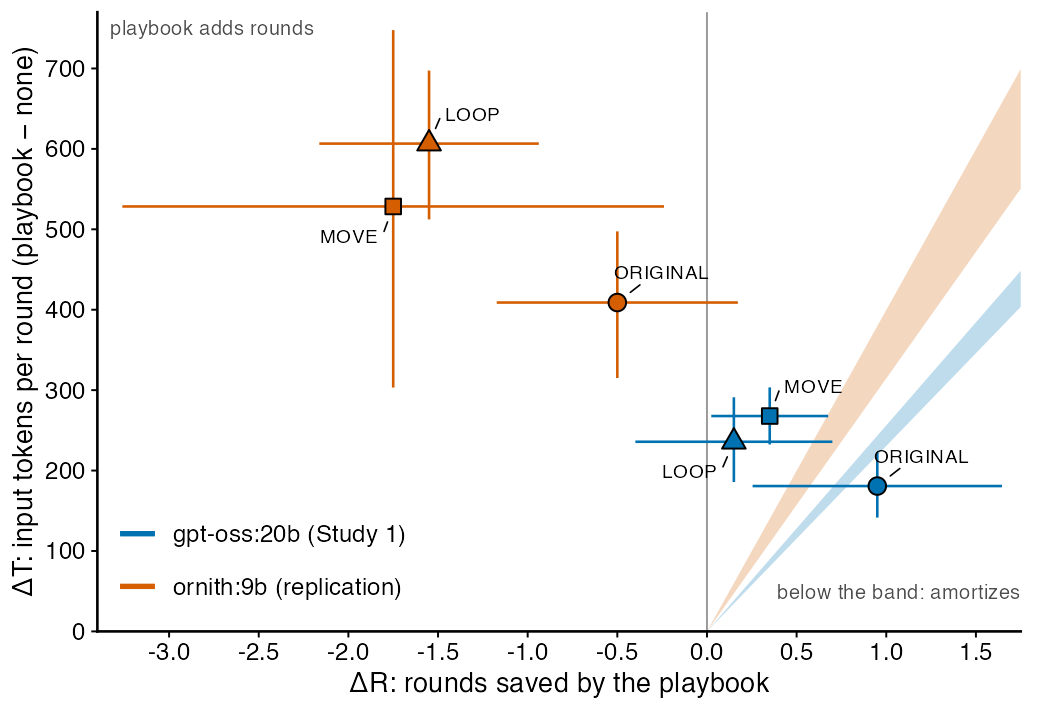 playbook adds rounds
ΔT: input tokens per round (playbook – none)
700
600
500
400
300
200
100
0
LOOP
MOVE
ORIGINAL
MOVE
LOOP
ORIGINAL
gpt-oss:20b (Study 1)
ornith:9b (replication)
below the band: amortizes
-3.0 -2.5 -2.0 -1.5 -1.0 -0.5 0.0 0.5 1.0 1.5
ΔR: rounds saved by the playbook